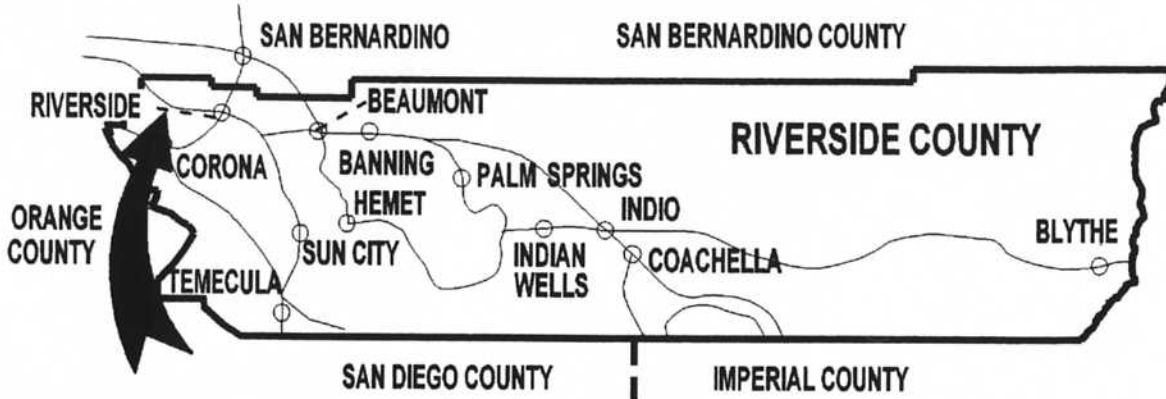 SAN BERNARDINO
SAN BERNARDINO COUNTY
RIVERSIDE
BEAUMONT
RIVERSIDE COUNTY
CORONA
BANNING
PALM SPRINGS
HEMET
ORANGE
COUNTY
INDIO
SUN CITY
BLYTHE
INDIAN
WELLS
COACHELLA
TEMECULA
SAN DIEGO COUNTY
IMPERIAL COUNTY